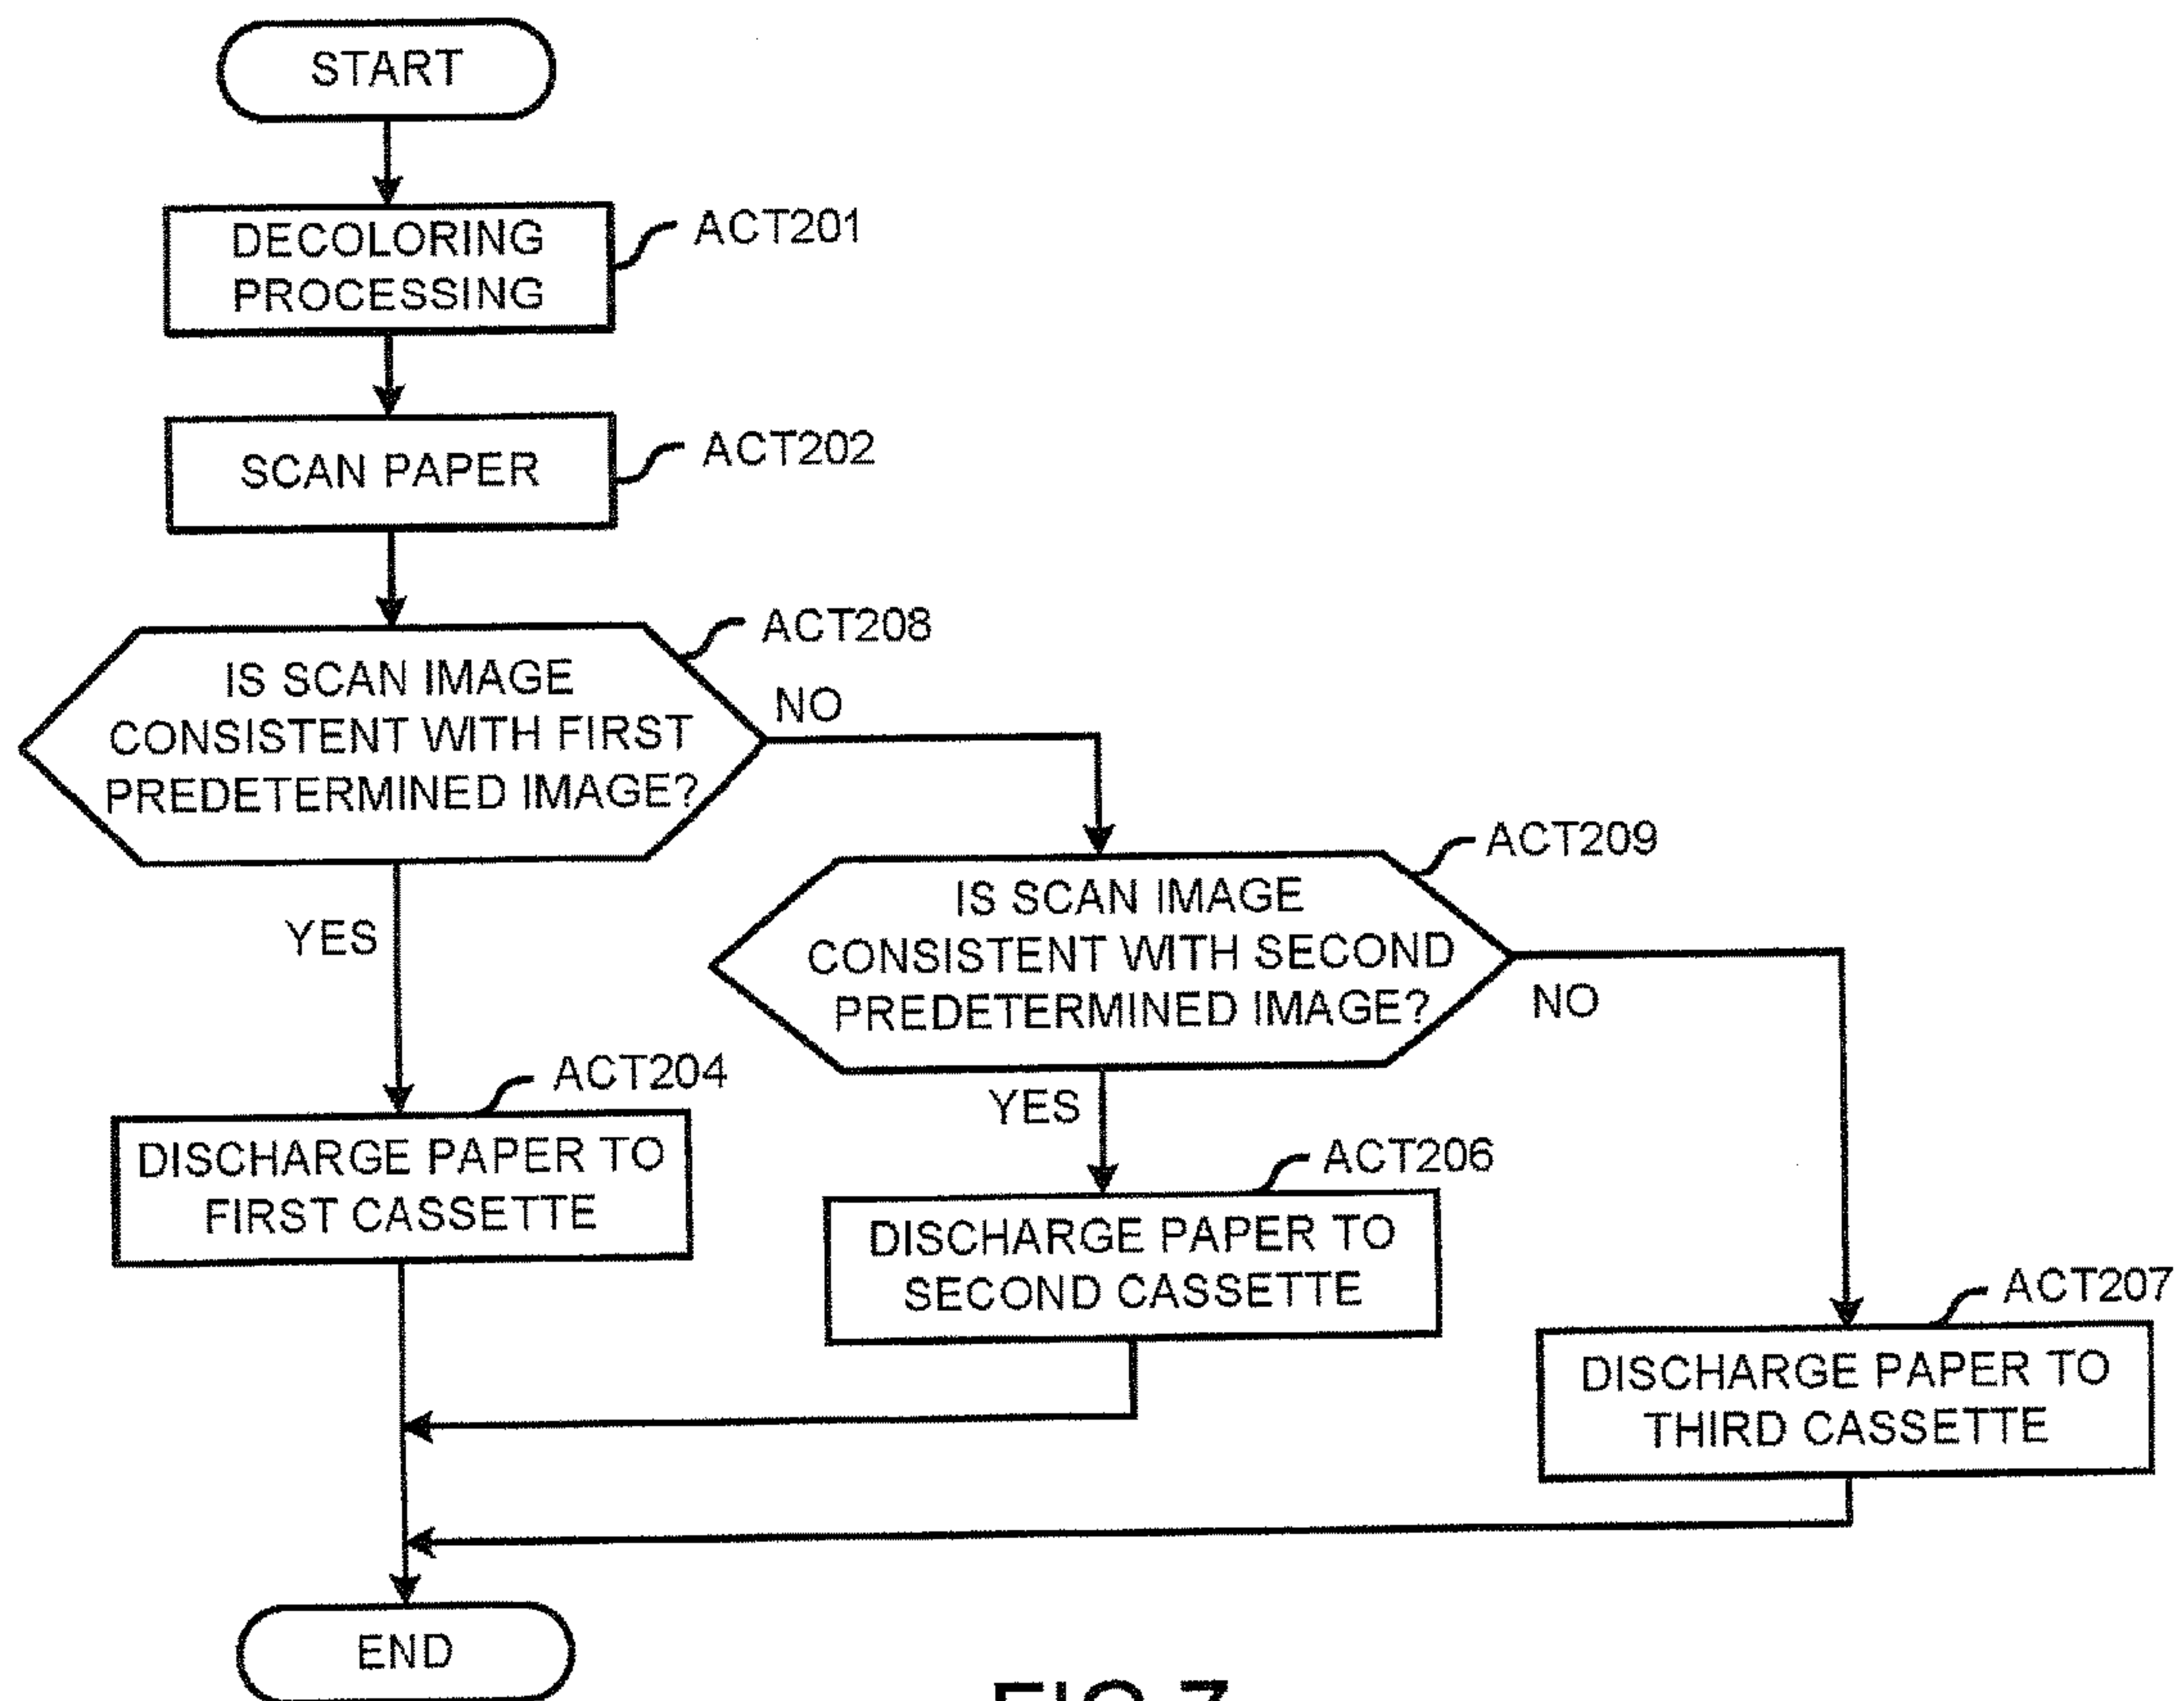 START
DECOLORING
PROCESSING
ACT201
SCAN PAPER
ACT202
IS SCAN IMAGE
CONSISTENT WITH FIRST
PREDETERMINED IMAGE?
ACT208
NO
YES
IS SCAN IMAGE
CONSISTENT WITH SECOND
PREDETERMINED IMAGE?
ACT209
NO
YES
DISCHARGE PAPER TO
FIRST CASSETTE
ACT204
DISCHARGE PAPER TO
SECOND CASSETTE
ACT206
DISCHARGE PAPER TO
THIRD CASSETTE
ACT207
END
FIG.7